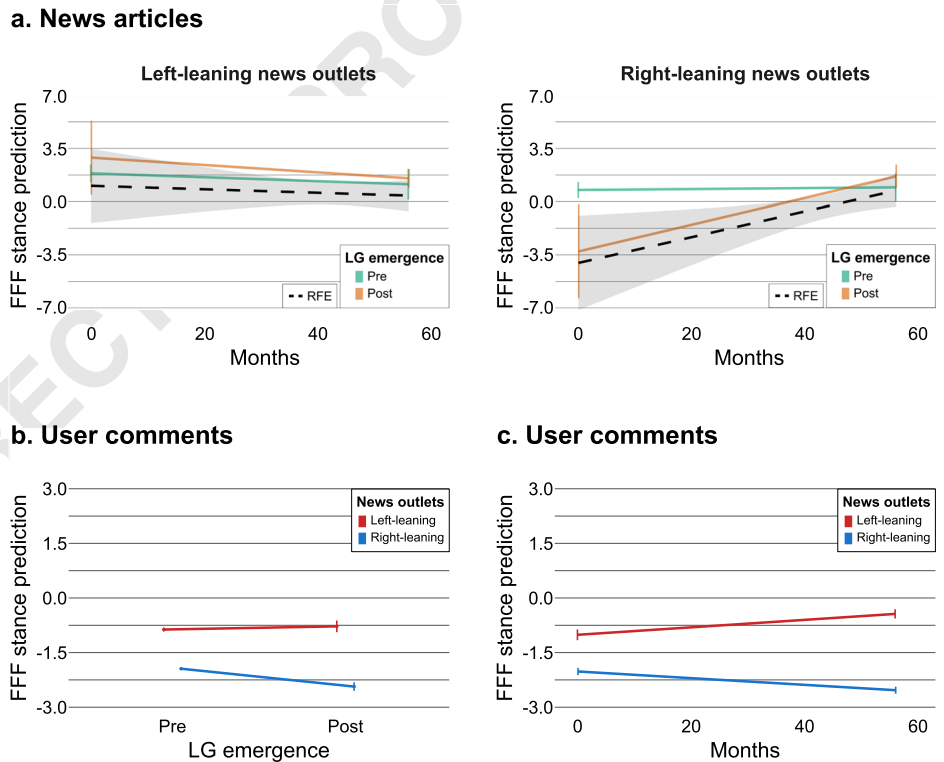 a. News articles
Left-leaning news outlets
FFF stance prediction
7.0
3.5
0.0
-3.5
-7.0
LG emergence
Pre
Post
RFE
0 20 40 60
Months
Right-leaning news outlets
FFF stance prediction
7.0
3.5
0.0
-3.5
-7.0
LG emergence
Pre
Post
RFE
0 20 40 60
Months
b. User comments
FFF stance prediction
3.0
1.5
0.0
-1.5
-3.0
News outlets
Left-leaning
Right-leaning
Pre Post
LG emergence
c. User comments
FFF stance prediction
3.0
1.5
0.0
-1.5
-3.0
News outlets
Left-leaning
Right-leaning
0 20 40 60
Months